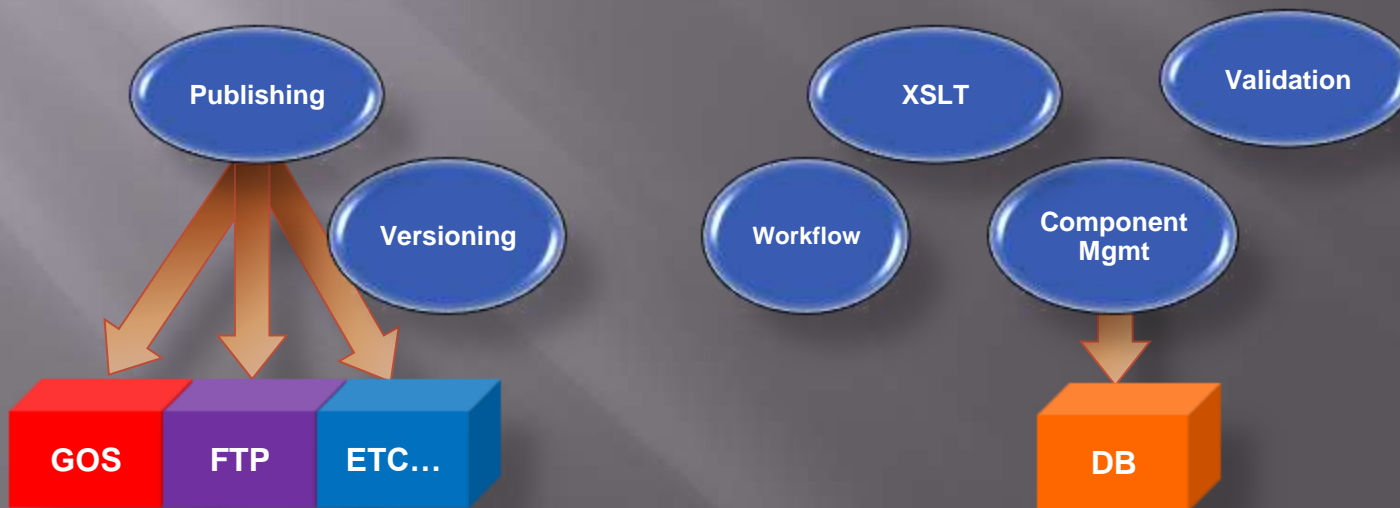 Publishing
XSLT
Validation
Versioning
Workflow
Component
Mgmt
GOS
FTP
ETC…
DB